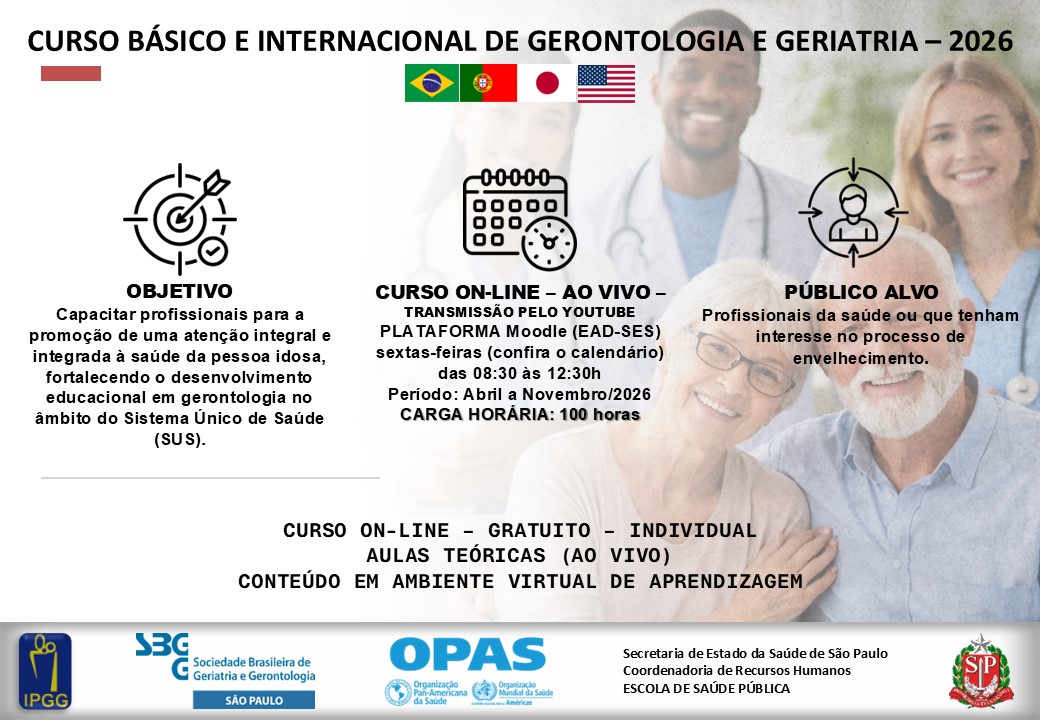 CURSO BÁSICO E INTERNACIONAL DE GERONTOLOGIA E GERIATRIA – 2026
OBJETIVO
Capacitar profissionais para a
promoção de uma atenção integral e
integrada à saúde da pessoa idosa,
fortalecendo o desenvolvimento
educacional em gerontologia no
âmbito do Sistema Único de Saúde
(SUS).
CURSO ON-LINE – AO VIVO –
TRANSMISSÃO PELO YOUTUBE
PLATAFORMA Moodle (EAD-SES)
sextas-feiras (confira o calendário)
das 08:30 às 12:30h
Período: Abril a Novembro/2026
CARGA HORÁRIA: 100 horas
PÚBLICO ALVO
Profissionais da saúde ou que tenham
interesse no processo de
envelhecimento.
CURSO ON-LINE – GRATUITO – INDIVIDUAL
AULAS TEÓRICAS (AO VIVO)
CONTEÚDO EM AMBIENTE VIRTUAL DE APRENDIZAGEM
IPGG
SBGG
Sociedade Brasileira de
Geriatria e Gerontologia
SÃO PAULO
OPAS
Organização
Pan-Americana
da Saúde
Organização
Mundial da Saúde
Américas
Secretaria de Estado da Saúde de São Paulo
Coordenadoria de Recursos Humanos
ESCOLA DE SAÚDE PÚBLICA
SP